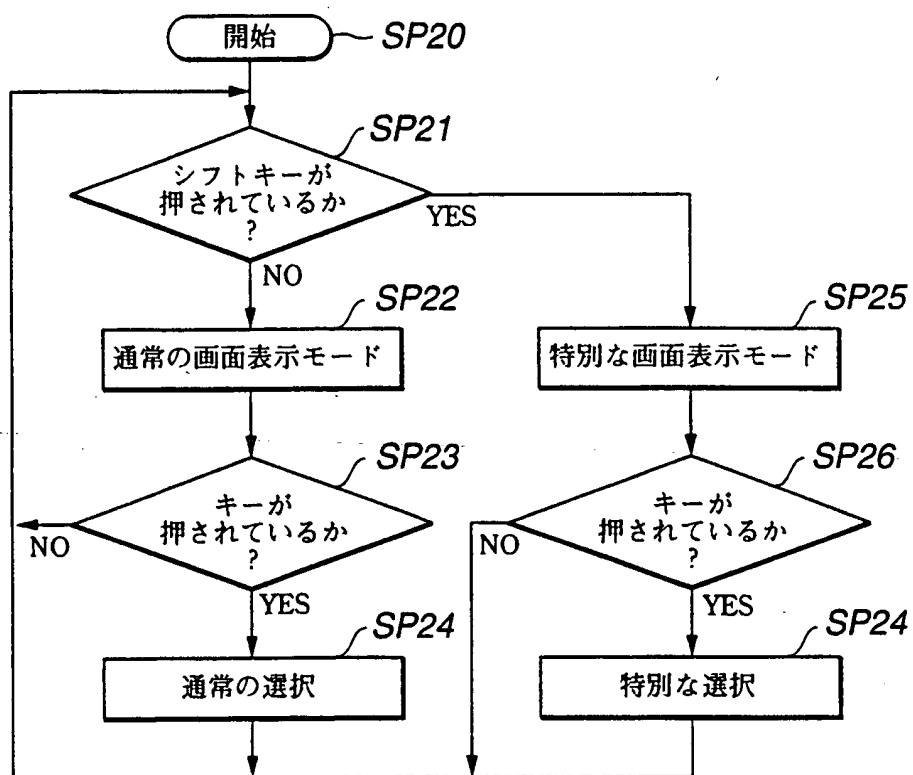 開始
SP20
SP21
シフトキーが
押されているか
?
YES
NO
SP22
通常の画面表示モード
SP25
特別な画面表示モード
SP23
キーが
押されているか
?
NO
YES
SP26
キーが
押されているか
?
NO
YES
SP24
通常の選択
SP24
特別な選択